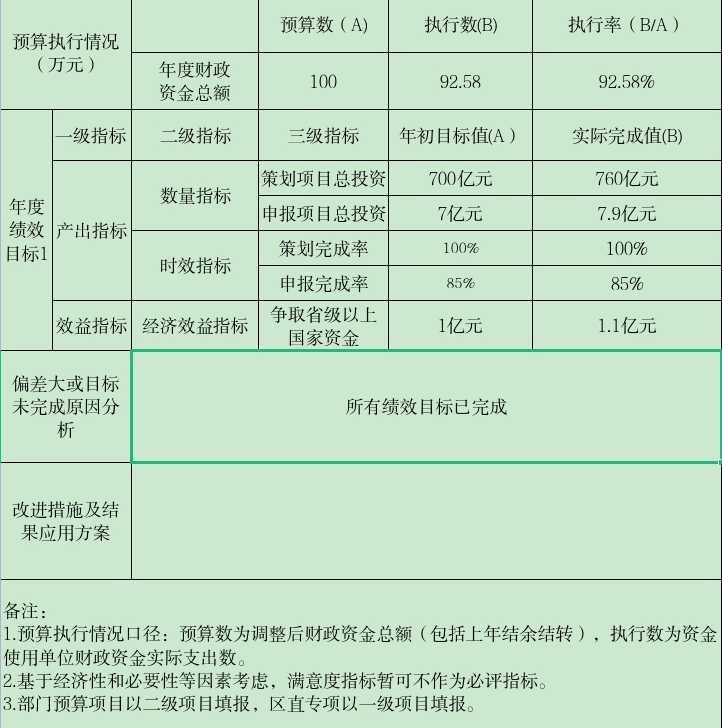 预算执行情况
（万元）
预算数（A）
执行数(B)
执行率（B/A）
年度财政
资金总额
100
92.58
92.58%
年度
绩效
目标1
一级指标
二级指标
三级指标
年初目标值(A）
实际完成值(B)
产出指标
数量指标
策划项目总投资
700亿元
760亿元
申报项目总投资
7亿元
7.9亿元
时效指标
策划完成率
100%
100%
申报完成率
85%
85%
效益指标
经济效益指标
争取省级以上
国家资金
1亿元
1.1亿元
偏差大或目标
未完成原因分
析
所有绩效目标已完成
改进措施及结
果应用方案
备注：
1.预算执行情况口径：预算数为调整后财政资金总额（包括上年结余结转），执行数为资金
使用单位财政资金实际支出数。
2.基于经济性和必要性等因素考虑，满意度指标暂可不作为必评指标。
3.部门预算项目以二级项目填报，区直专项以一级项目填报。